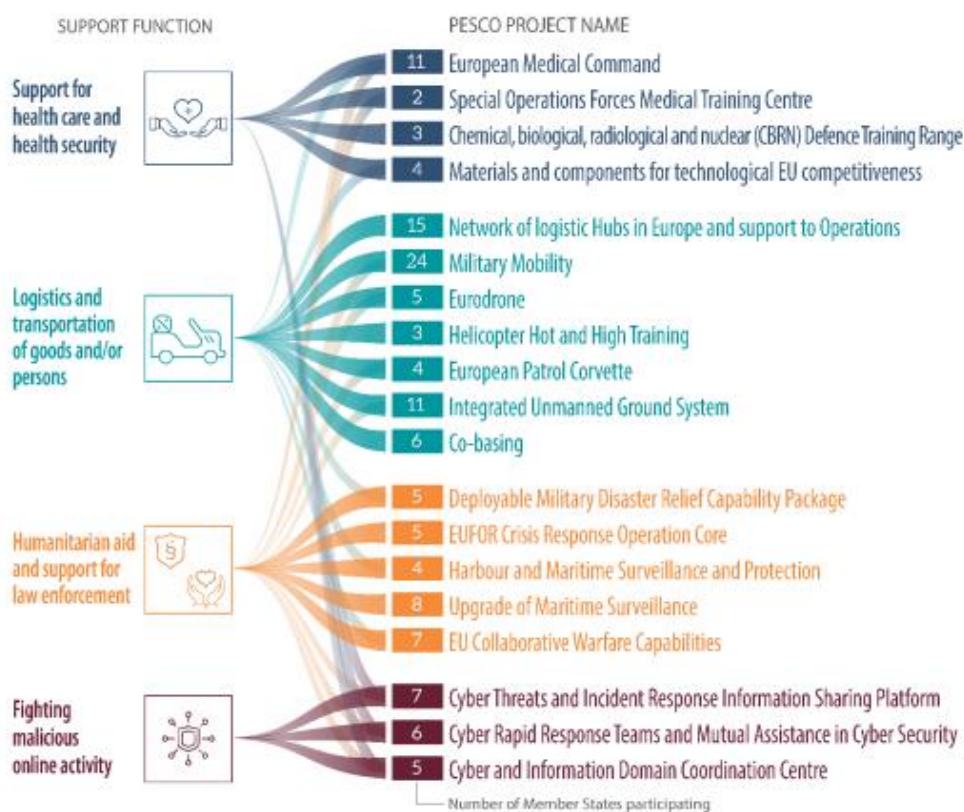 SUPPORT FUNCTION
PESCO PROJECT NAME
Support for
health care and
health security
11 European Medical Command
2 Special Operations Forces Medical Training Centre
3 Chemical, biological, radiological and nuclear (CBRN) Defence Training Range
4 Materials and components for technological EU competitiveness
Logistics and
transportation
of goods and/or
persons
15 Network of logistic Hubs in Europe and support to Operations
24 Military Mobility
5 Eurodrone
3 Helicopter Hot and High Training
4 European Patrol Corvette
11 Integrated Unmanned Ground System
6 Co-basing
Humanitarian aid
and support for
law enforcement
§
5 Deployable Military Disaster Relief Capability Package
5 EUFOR Crisis Response Operation Core
4 Harbour and Maritime Surveillance and Protection
8 Upgrade of Maritime Surveillance
7 EU Collaborative Warfare Capabilities
Fighting
malicious
online activity
7 Cyber Threats and Incident Response Information Sharing Platform
6 Cyber Rapid Response Teams and Mutual Assistance in Cyber Security
5 Cyber and Information Domain Coordination Centre
Number of Member States participating